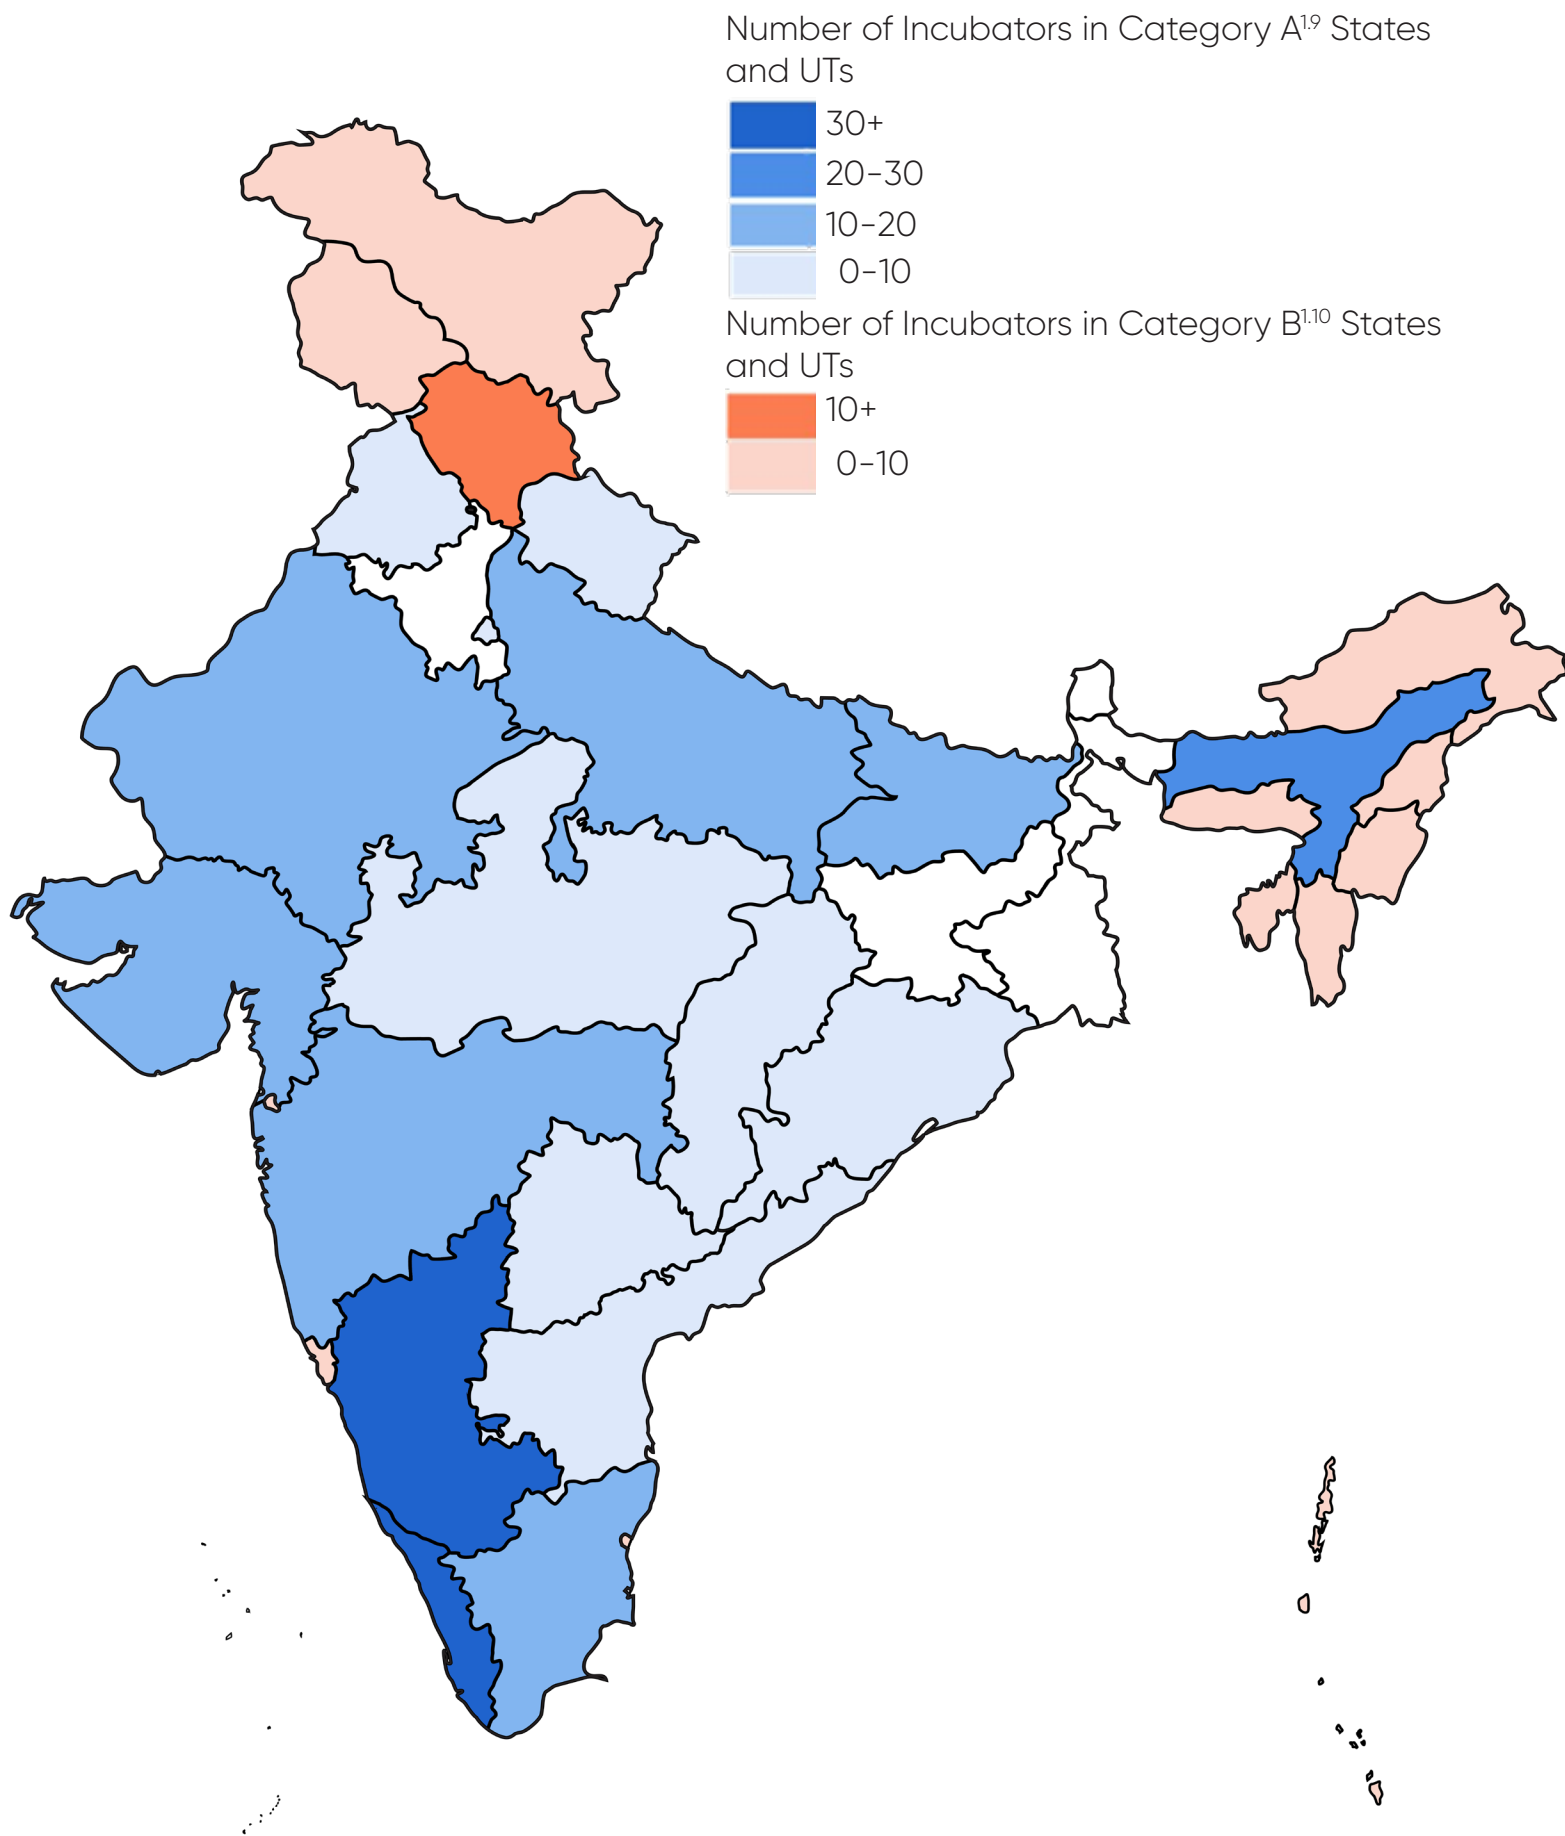 Number of Incubators in Category A1.9 States
and UTs
30+
20-30
10-20
0-10
Number of Incubators in Category B1.10 States
and UTs
10+
0-10